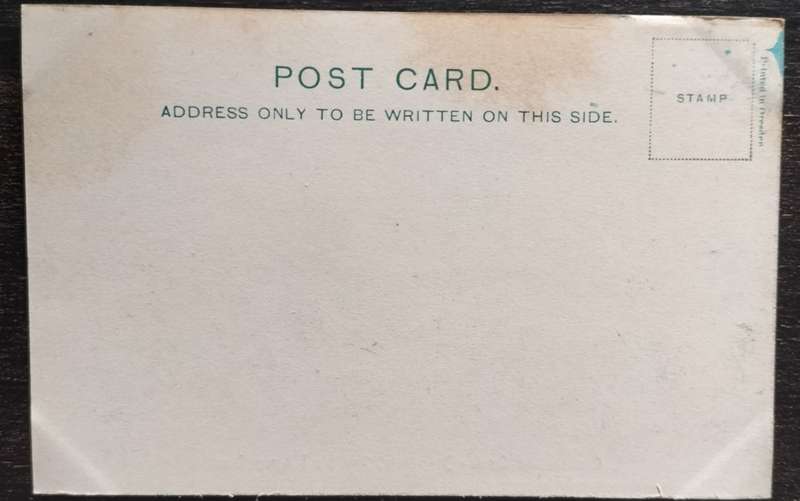 POST CARD.
ADDRESS ONLY TO BE WRITTEN ON THIS SIDE.
STAMP
Printed in Dresden